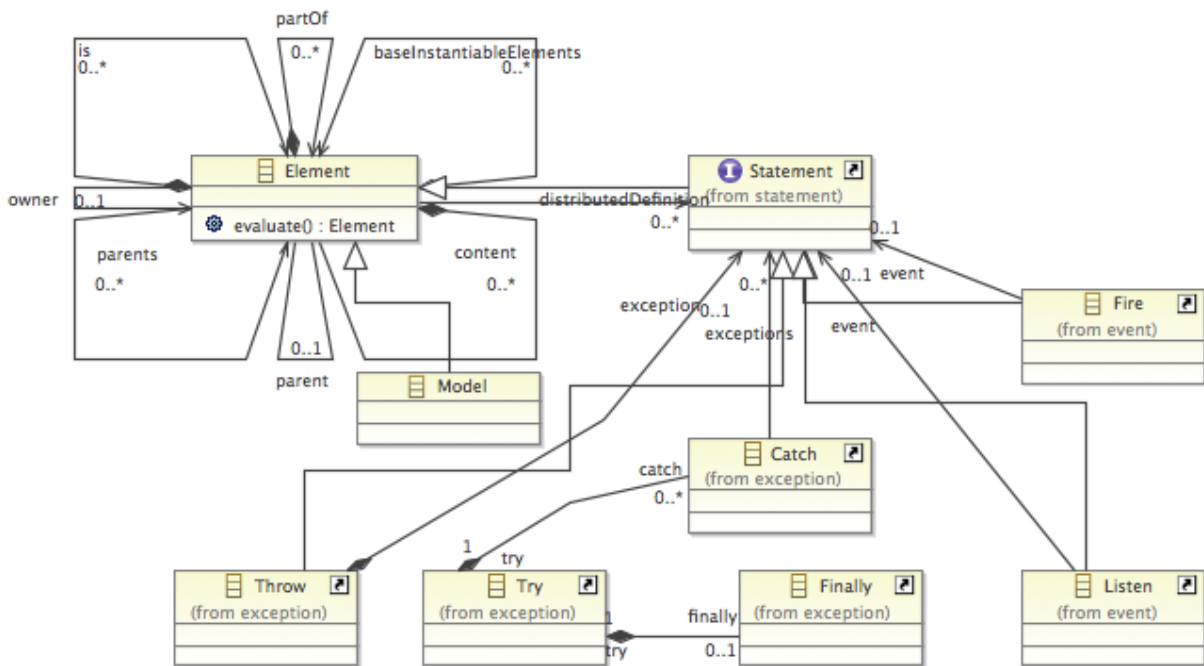 partOf
is
0..*
0..*
baseInstantiableElements
0..*
Element
Statement
(from statement)
owner
0..1
distributedDefinition
0..*
evaluate() : Element
0..1
event
parents
0..*
content
0..*
0..*
0..1
Fire
(from event)
exception
0..1
exceptions
event
0..1
parent
Model
Catch
(from exception)
catch
0..*
1
try
Throw
(from exception)
Try
(from exception)
Finally
(from exception)
Listen
(from event)
1
finally
try
0..1